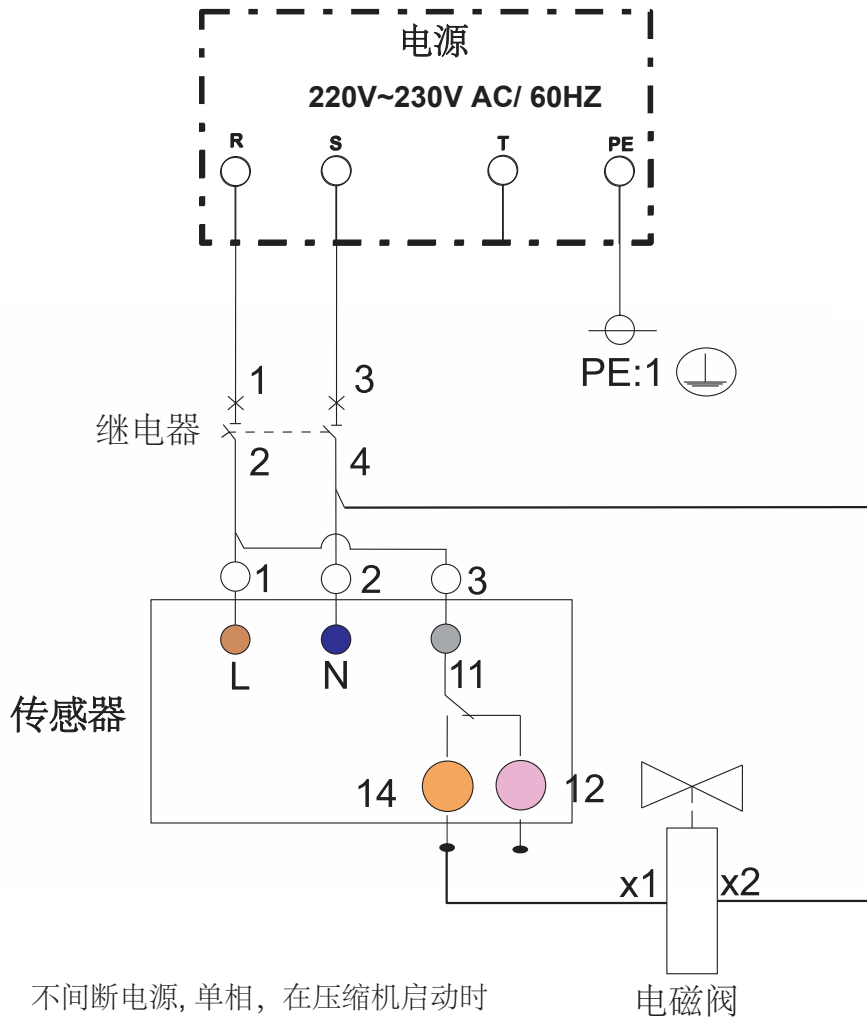 电源
220V~230V AC/ 60HZ
R S T PE
PE:1
1 3
继电器
2 4
1 2 3
L N 11
传感器
14 12
x1 x2
不间断电源, 单相，在压缩机启动时
电磁阀